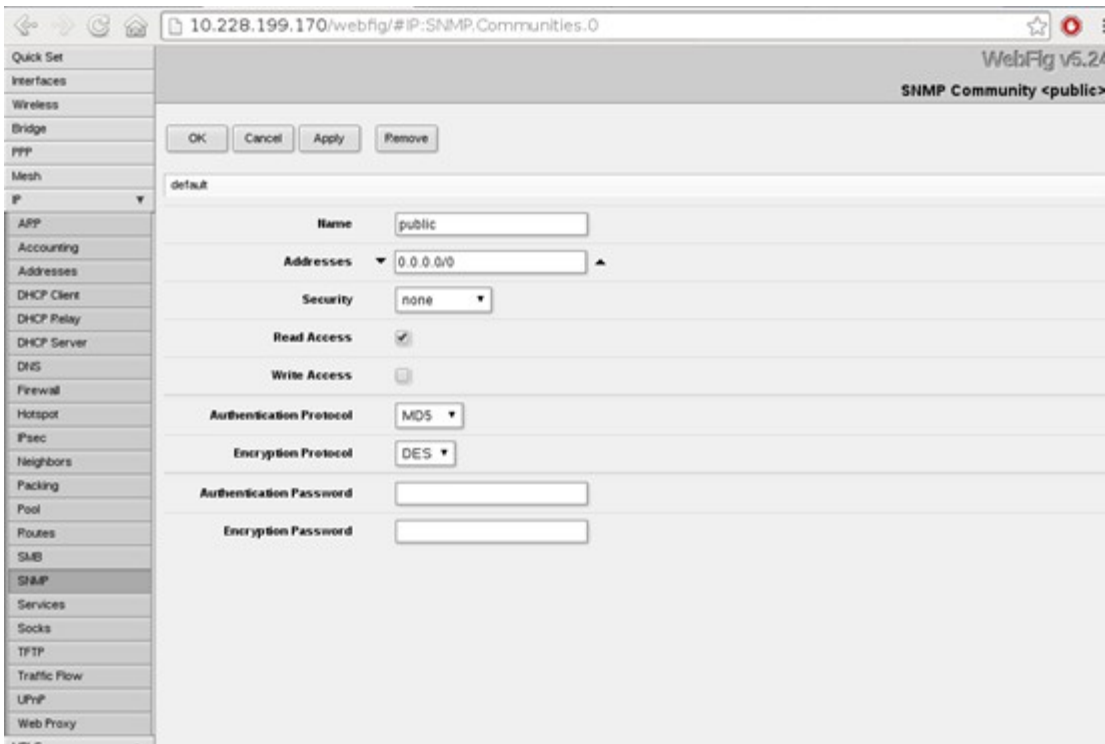 10.228.199.170/webfig/#IP:SNMP.Communities.0
Quick Set
Interfaces
Wireless
Bridge
PPP
Mesh
IP
ARP
Accounting
Addresses
DHCP Client
DHCP Relay
DHCP Server
DNS
Firewall
Hotspot
IPsec
Neighbors
Packing
Pool
Routes
SMB
SNMP
Services
Socks
TFTP
Traffic Flow
UPnP
Web Proxy
WebFig v5.24
SNMP Community <public>
OK Cancel Apply Remove
default
Name public
Addresses 0.0.0.0/0
Security none
Read Access
Write Access
Authentication Protocol MD5
Encryption Protocol DES
Authentication Password
Encryption Password